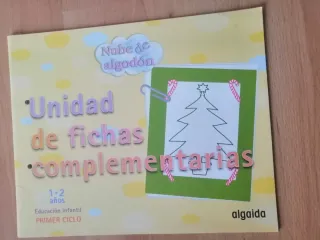 Nube de
algodón
Unidad
de fichas
complementarias
1-2
años
Educación Infantil
PRIMER CICLO
algaida